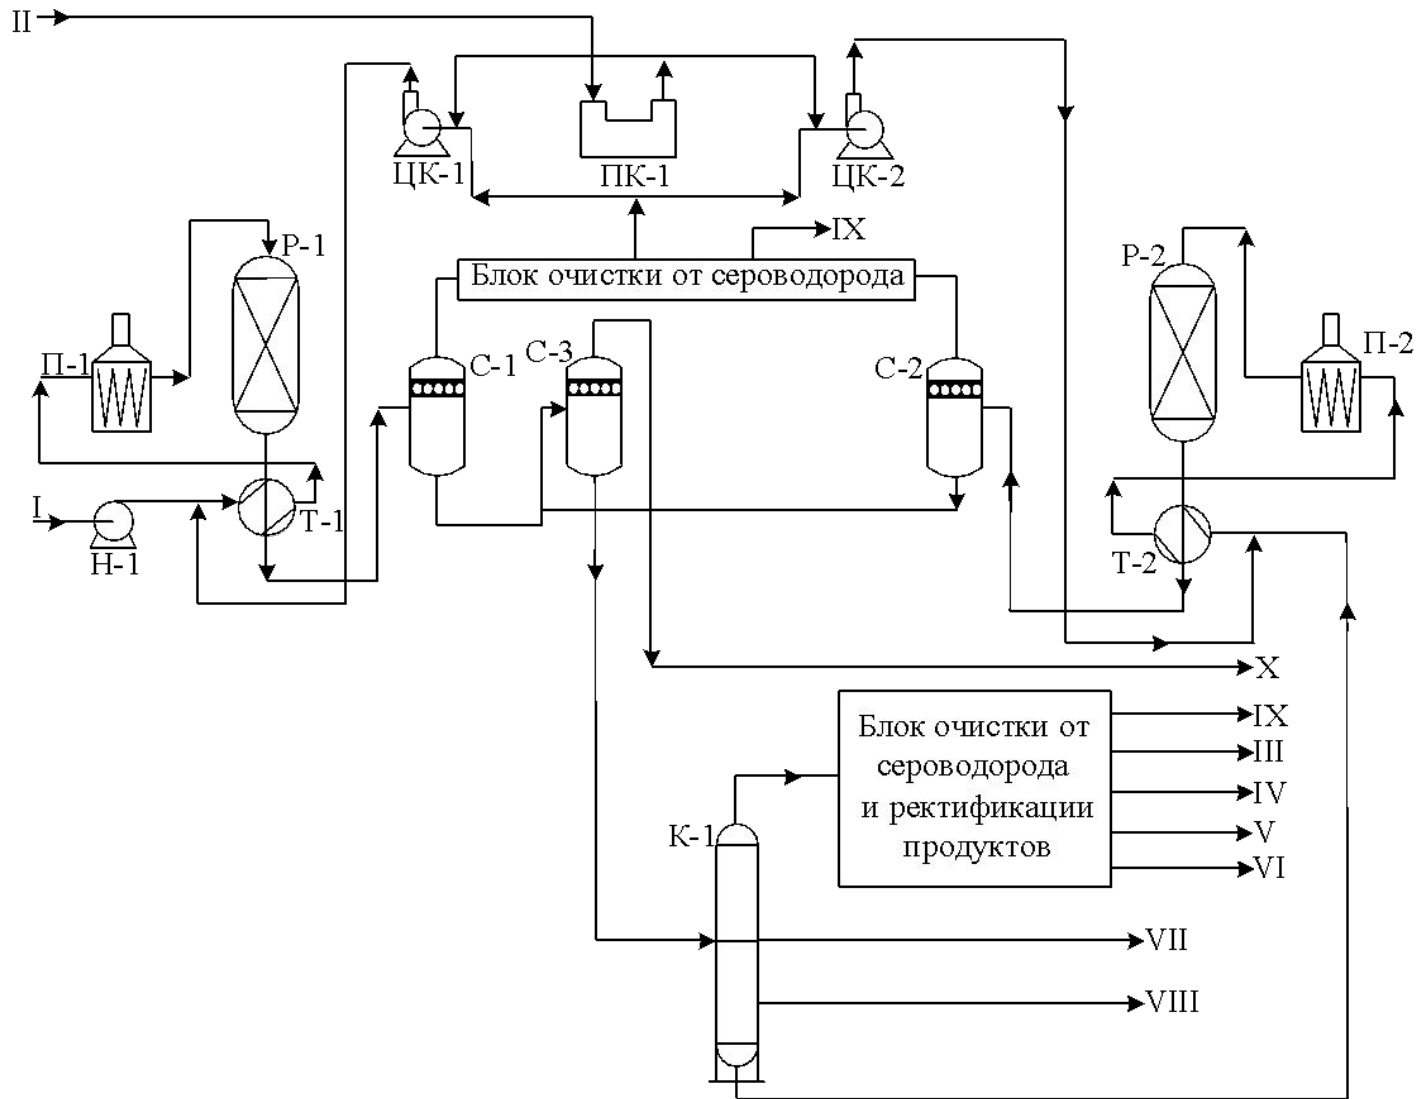 II
ЦК-1
ПК-1
ЦК-2
IX
Р-1
Блок очистки от сероводорода
Р-2
П-1
С-1
С-3
С-2
П-2
I
Н-1
Т-1
Т-2
X
Блок очистки от
сероводорода
и ректификации
продуктов
IX
III
IV
V
VI
К-1
VII
VIII